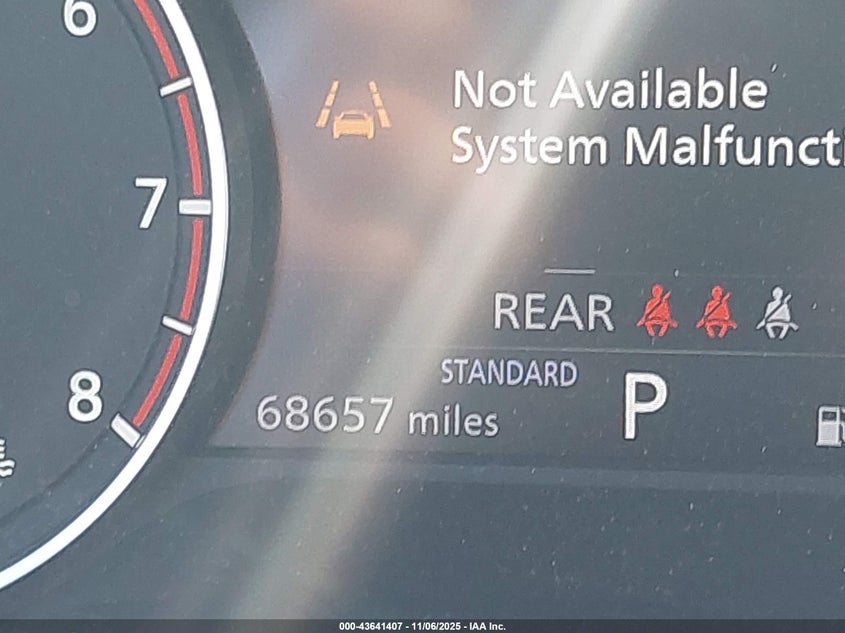 6
Not Available
System Malfuncti
7
REAR
STANDARD
8
68657 miles
P
000-43641407 - 11/06/2025 - IAA Inc.